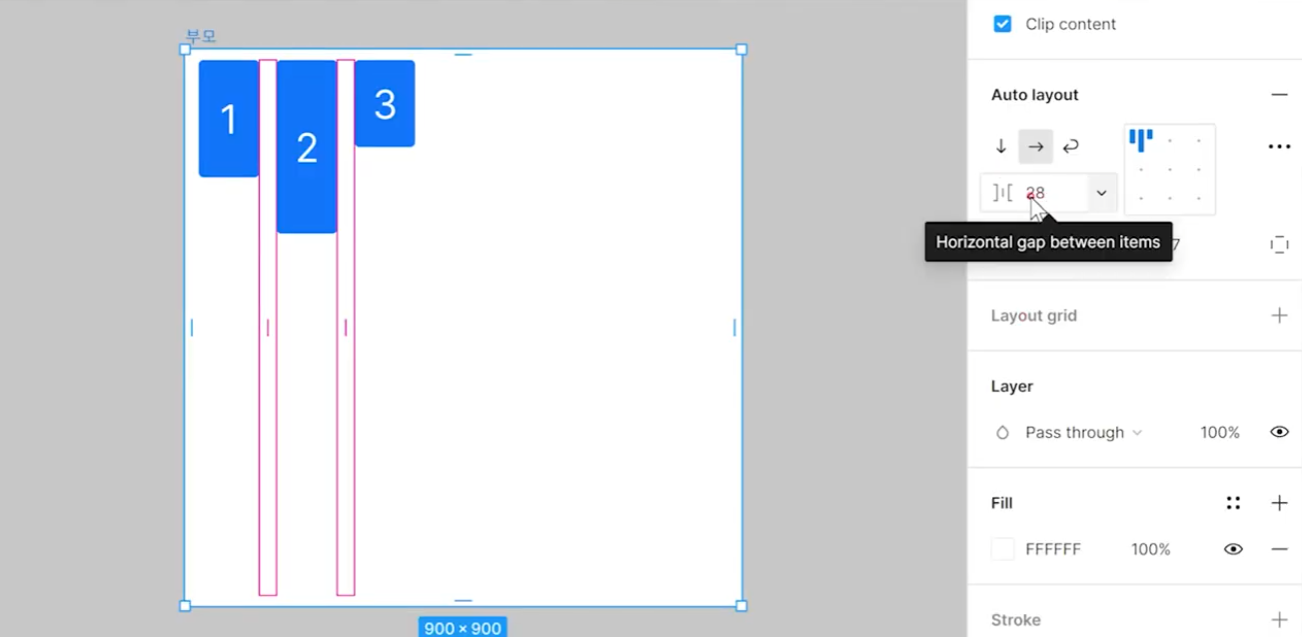 부모
1
2
3
900 × 900
Clip content
Auto layout
28
Horizontal gap between items
7
Layout grid
Layer
Pass through 100%
Fill
FFFFFF 100%
Stroke